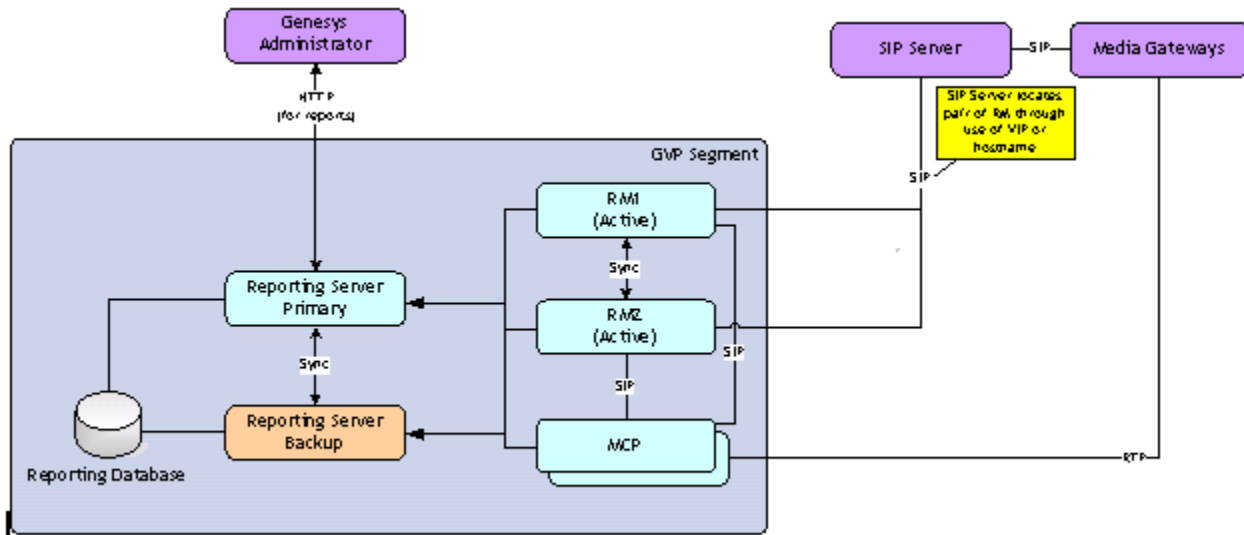 Genesys
Administrator
SIP Server
SIP
Media Gateways
HTTP
(for reports)
SIP Server locates
pair of RM through
use of VIP or
hostname
GVP Segment
SIP
RM1
(Active)
Sync
Reporting Server
Primary
RM2
(Active)
SIP
Sync
SIP
Reporting Server
Backup
MCP
RTP
Reporting Database